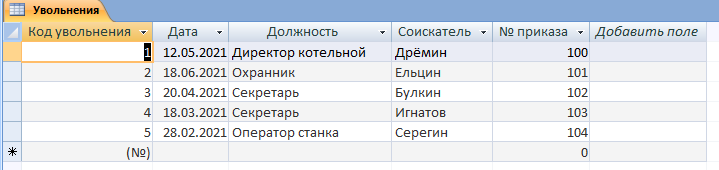 Увольнения
Код увольнения Дата Должность Соискатель № приказа Добавить поле
1 12.05.2021 Директор котельной Дрёмин 100
2 18.06.2021 Охранник Ельцин 101
3 20.04.2021 Секретарь Булкин 102
4 18.03.2021 Секретарь Игнатов 103
5 28.02.2021 Оператор станка Серегин 104
(№) 0